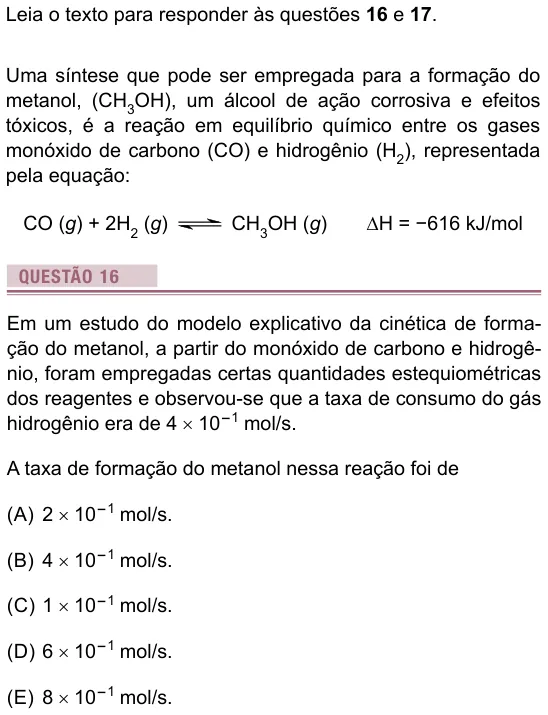 Leia o texto para responder às questões 16 e 17.
Uma síntese que pode ser empregada para a formação do
metanol, (CH₃OH), um álcool de ação corrosiva e efeitos
tóxicos, é a reação em equilíbrio químico entre os gases
monóxido de carbono (CO) e hidrogênio (H₂), representada
pela equação:
CO (g) + 2H₂ (g) ⇌ CH₃OH (g) ΔH = −616 kJ/mol
QUESTÃO 16
Em um estudo do modelo explicativo da cinética de forma-
ção do metanol, a partir do monóxido de carbono e hidrogê-
nio, foram empregadas certas quantidades estequiométricas
dos reagentes e observou-se que a taxa de consumo do gás
hidrogênio era de 4 × 10⁻¹ mol/s.
A taxa de formação do metanol nessa reação foi de
(A) 2 × 10⁻¹ mol/s.
(B) 4 × 10⁻¹ mol/s.
(C) 1 × 10⁻¹ mol/s.
(D) 6 × 10⁻¹ mol/s.
(E) 8 × 10⁻¹ mol/s.